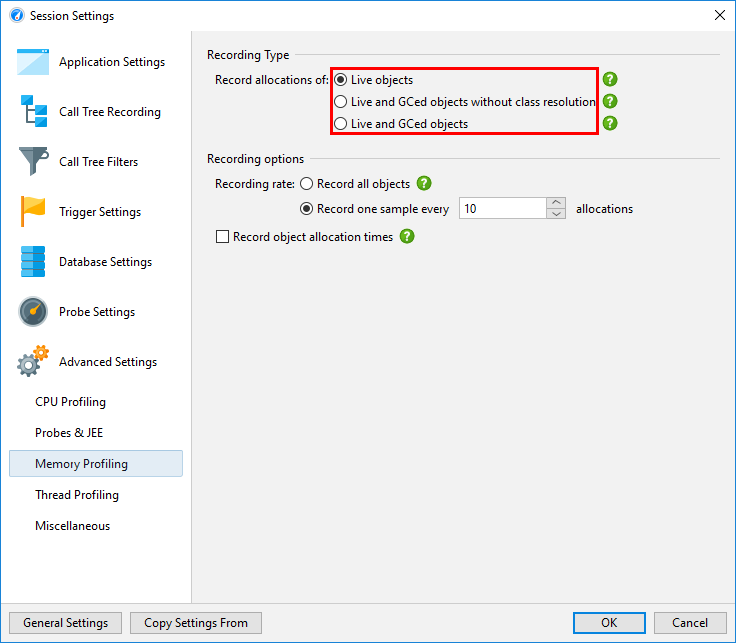 Session Settings
Application Settings
Call Tree Recording
Call Tree Filters
Trigger Settings
Database Settings
Probe Settings
Advanced Settings
CPU Profiling
Probes & JEE
Memory Profiling
Thread Profiling
Miscellaneous
Recording Type
Record allocations of: Live objects ?
Live and GCed objects without class resolution ?
Live and GCed objects ?
Recording options
Recording rate: Record all objects ?
Record one sample every 10 allocations
Record object allocation times ?
General Settings Copy Settings From OK Cancel